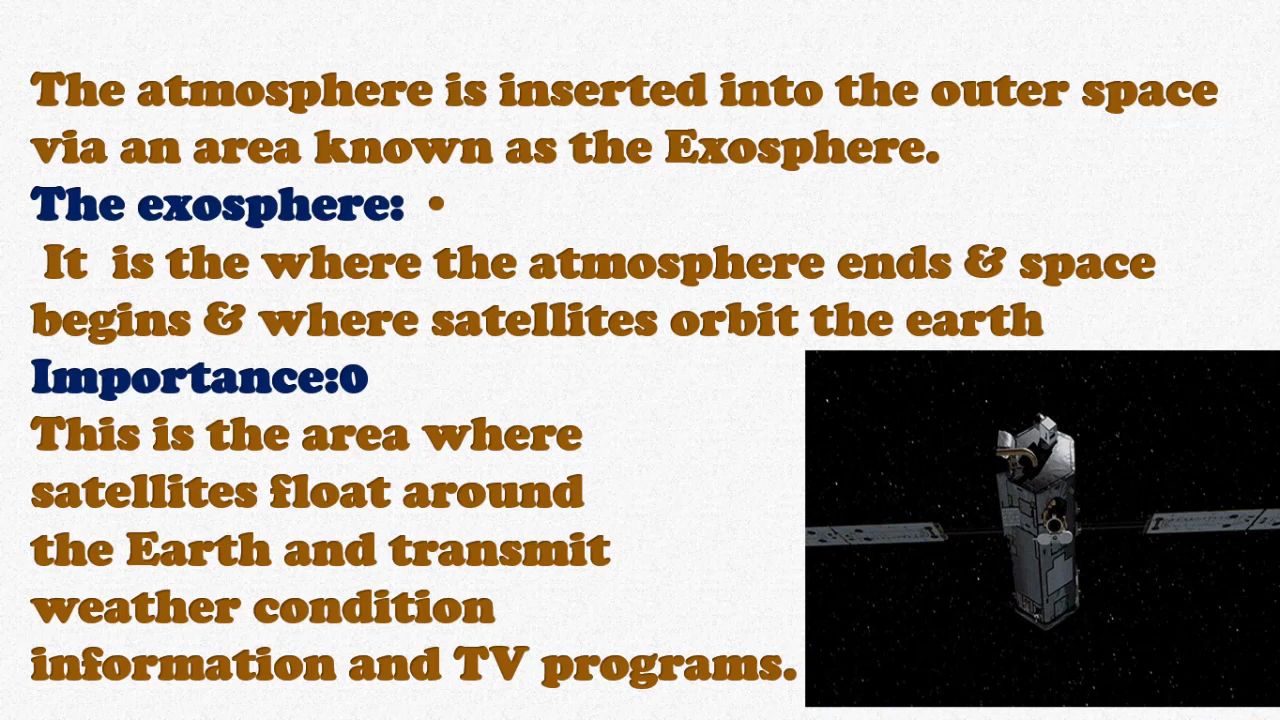 The atmosphere is inserted into the outer space
via an area known as the Exosphere.
The exosphere: •
It is the where the atmosphere ends & space
begins & where satellites orbit the earth
Importance:0
This is the area where
satellites float around
the Earth and transmit
weather condition
information and TV programs.